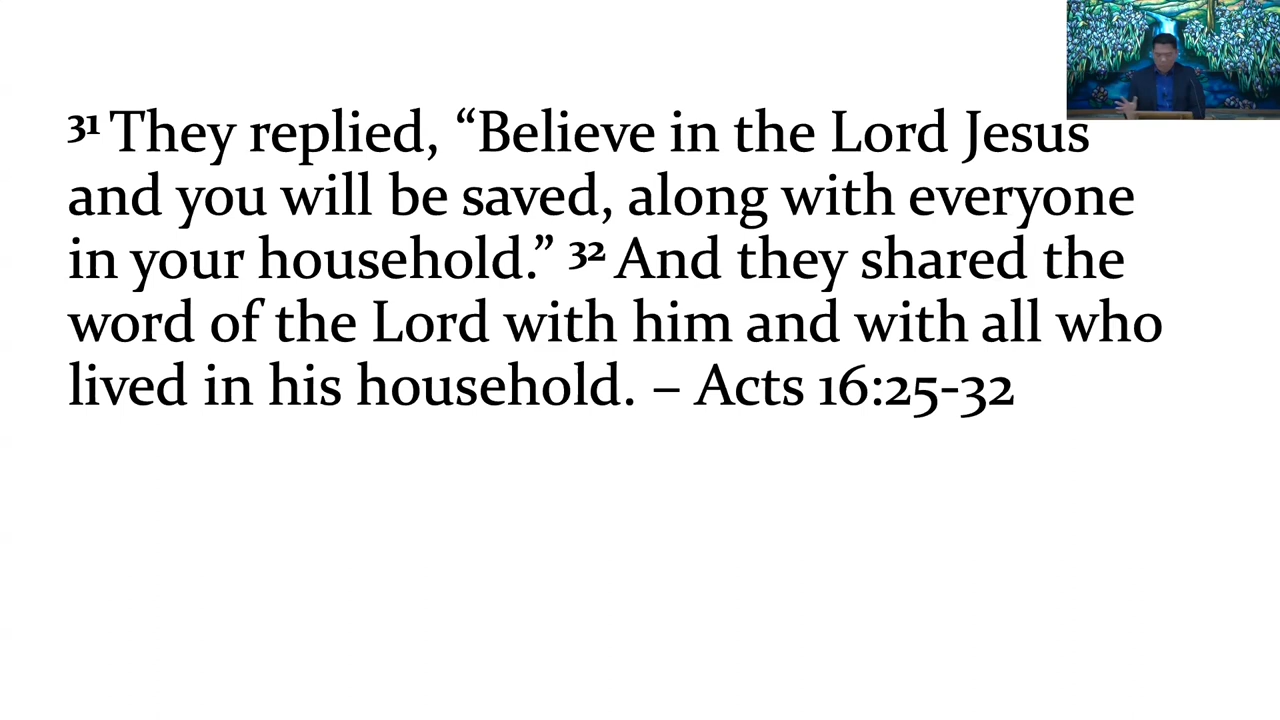 ³¹ They replied, “Believe in the Lord Jesus
and you will be saved, along with everyone
in your household.” ³² And they shared the
word of the Lord with him and with all who
lived in his household. – Acts 16:25-32